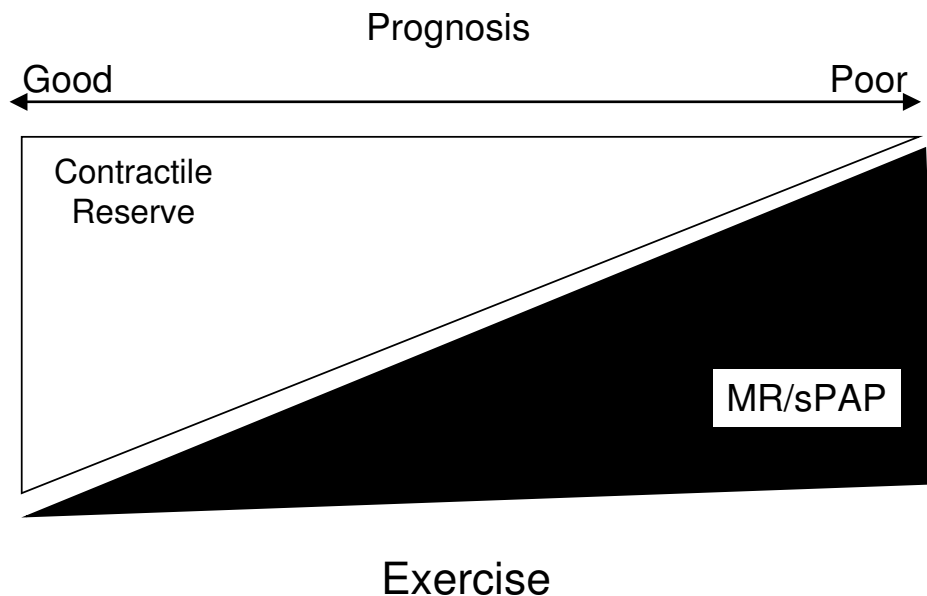 Prognosis
Good Poor
Contractile
Reserve
MR/sPAP
Exercise